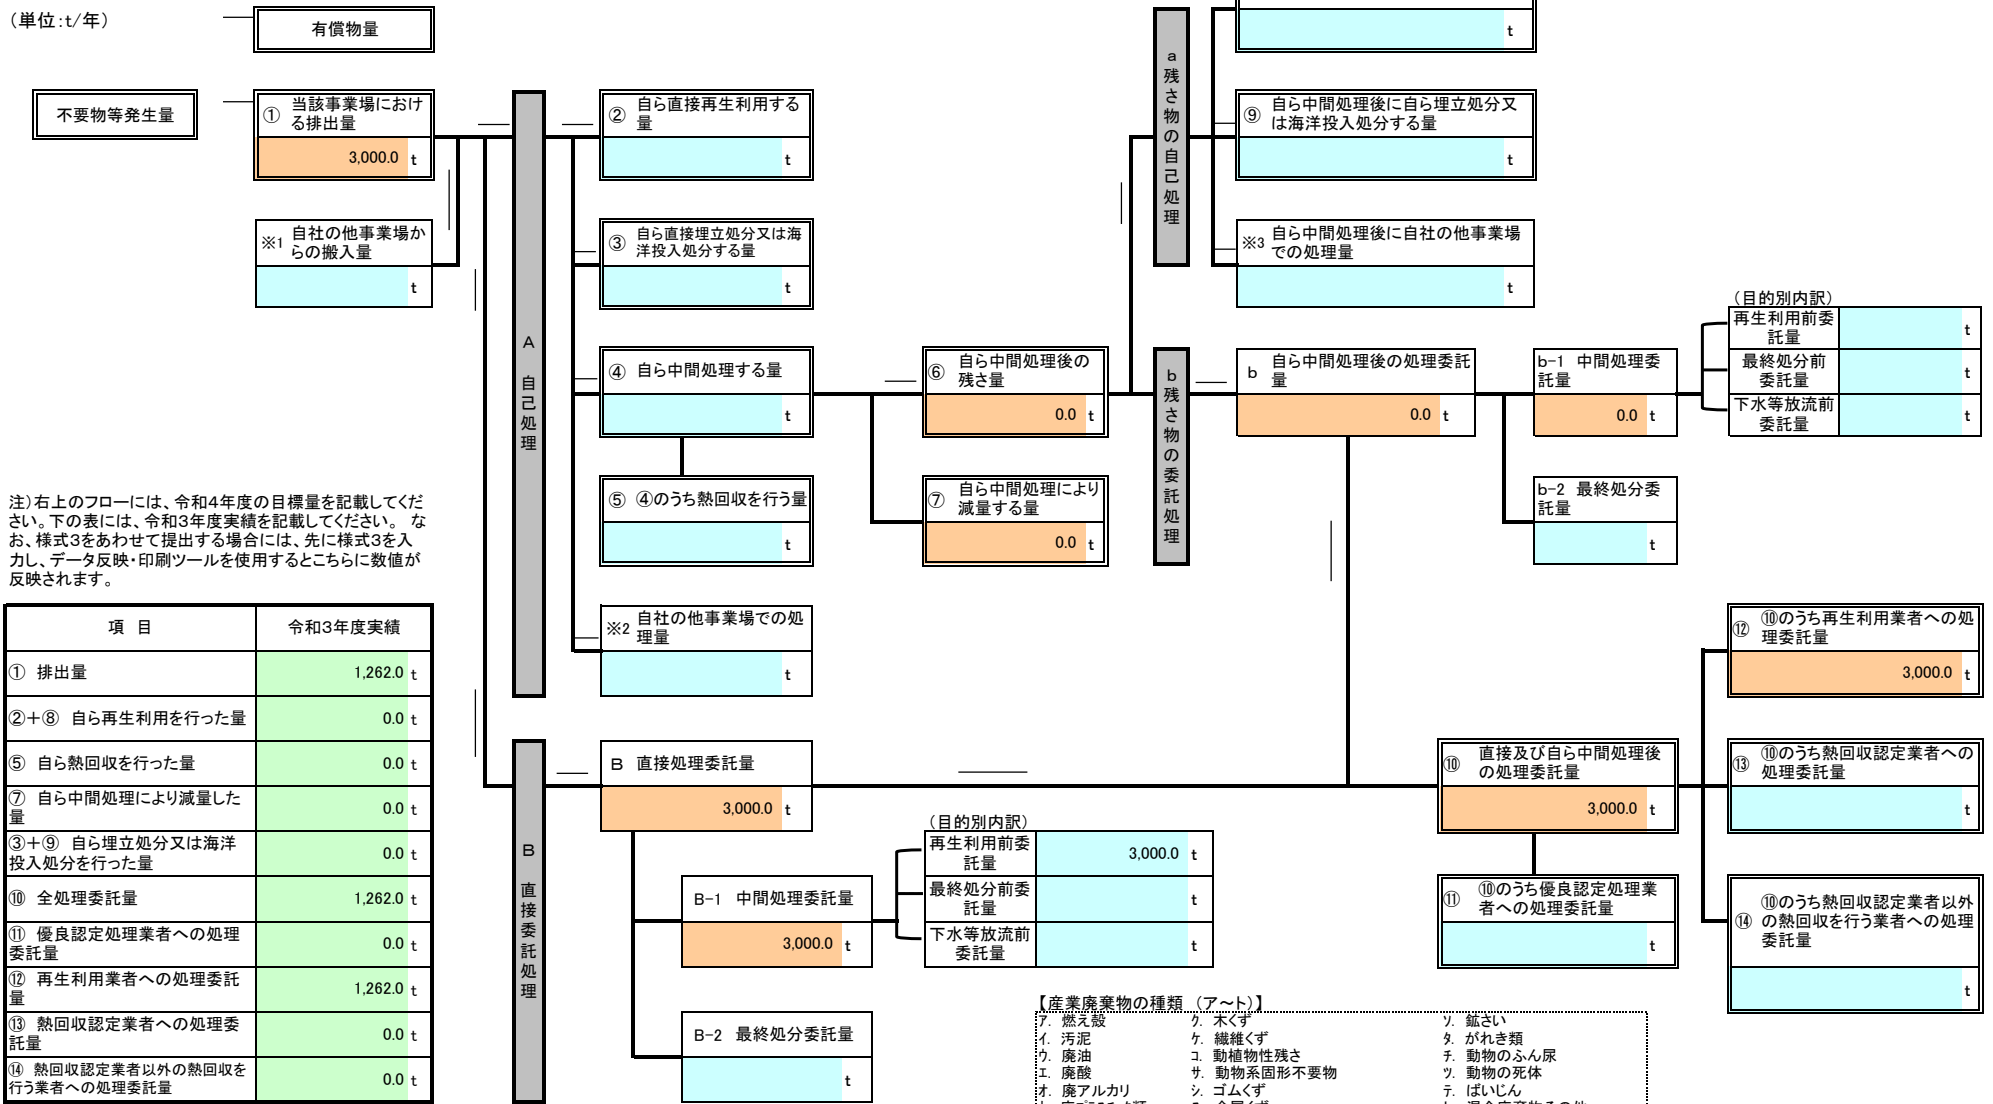 （単位：t/年）
有償物量
t
不要物等発生量
① 当該事業場におけ
る排出量
3,000.0 t
② 自ら直接再生利用する
量
t
a 残さ物の自己処理
⑨ 自ら中間処理後に自ら埋立処分又
は海洋投入処分する量
t
※1 自社の他事業場か
らの搬入量
t
③ 自ら直接埋立処分又は海
洋投入処分する量
t
※3 自ら中間処理後に自社の他事業場
での処理量
t
A 自己処理
④ 自ら中間処理する量
t
⑥ 自ら中間処理後の
残さ量
0.0 t
b 残さ物の委託処理
b 自ら中間処理後の処理委託
量
0.0 t
b-1 中間処理委
託量
0.0 t
（目的別内訳）
再生利用前委
託量
t
最終処分前
委託量
t
下水等放流前
委託量
t
⑤ ④のうち熱回収を行う量
t
⑦ 自ら中間処理により
減量する量
0.0 t
b-2 最終処分委
託量
t
注）右上のフローには、令和４年度の目標量を記載してくだ
さい。下の表には、令和３年度実績を記載してください。 な
お、様式３をあわせて提出する場合には、先に様式３を入
力し、データ反映・印刷ツールを使用するとこちらに数値が
反映されます。
※2 自社の他事業場での処
理量
t
項 目 令和３年度実績
① 排出量 1,262.0 t
②＋⑧ 自ら再生利用を行った量 0.0 t
⑤ 自ら熱回収を行った量 0.0 t
⑦ 自ら中間処理により減量した
量 0.0 t
③＋⑨ 自ら埋立処分又は海洋
投入処分を行った量 0.0 t
⑩ 全処理委託量 1,262.0 t
⑪ 優良認定処理業者への処理
委託量 0.0 t
⑫ 再生利用業者への処理委託
量 1,262.0 t
⑬ 熱回収認定業者への処理委
託量 0.0 t
⑭ 熱回収認定業者以外の熱回収を
行う業者への処理委託量 0.0 t
B 直接委託処理
B 直接処理委託量
3,000.0 t
B-1 中間処理委託量
3,000.0 t
（目的別内訳）
再生利用前委
託量
3,000.0 t
最終処分前委
託量
t
下水等放流前
委託量
t
B-2 最終処分委託量
t
⑩ 直接及び自ら中間処理後
の処理委託量
3,000.0 t
⑪ ⑩のうち優良認定処理業
者への処理委託量
t
⑫ ⑩のうち再生利用業者への処
理委託量
3,000.0 t
⑬ ⑩のうち熱回収認定業者への
処理委託量
t
⑭ ⑩のうち熱回収認定業者以外
の熱回収を行う業者への処理
委託量
t
【産業廃棄物の種類 （ア～ト）】
ア. 燃え殻 ク. 木くず ソ. 鉱さい
イ. 汚泥 ケ. 繊維くず タ. がれき類
ウ. 廃油 コ. 動植物性残さ チ. 動物のふん尿
エ. 廃酸 サ. 動物系固形不要物 ツ. 動物の死体
オ. 廃アルカリ シ. ゴムくず テ. ばいじん